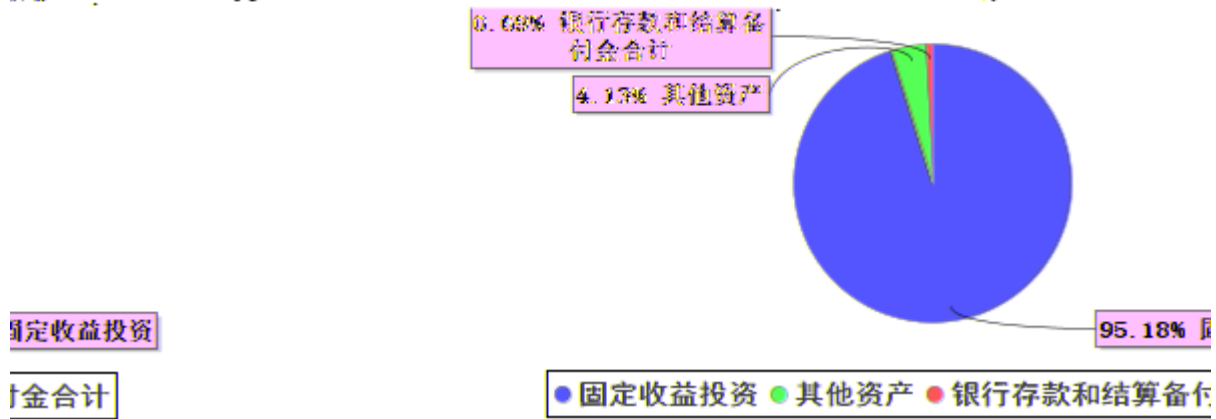 0.69% 银行存款和结算备
付金合计
4.13% 其他资产
固定收益投资
95.18%
付金合计
固定收益投资 其他资产 银行存款和结算备付